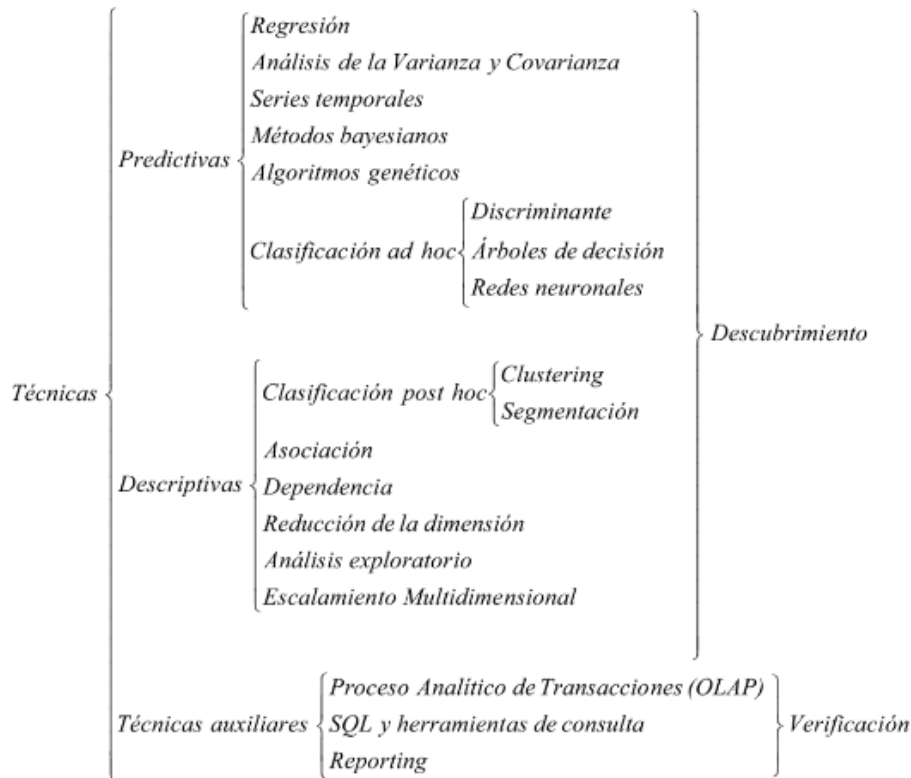 Regresión
Análisis de la Varianza y Covarianza
Series temporales
Métodos bayesianos
Predictivas
Algoritmos genéticos
Discriminante
Clasificación ad hoc
Árboles de decisión
Redes neuronales
Descubrimiento
Técnicas
Clasificación post hoc
Clustering
Segmentación
Asociación
Descriptivas
Dependencia
Reducción de la dimensión
Análisis exploratorio
Escalamiento Multidimensional
Proceso Analítico de Transacciones (OLAP)
Técnicas auxiliares
SQL y herramientas de consulta
Verificación
Reporting